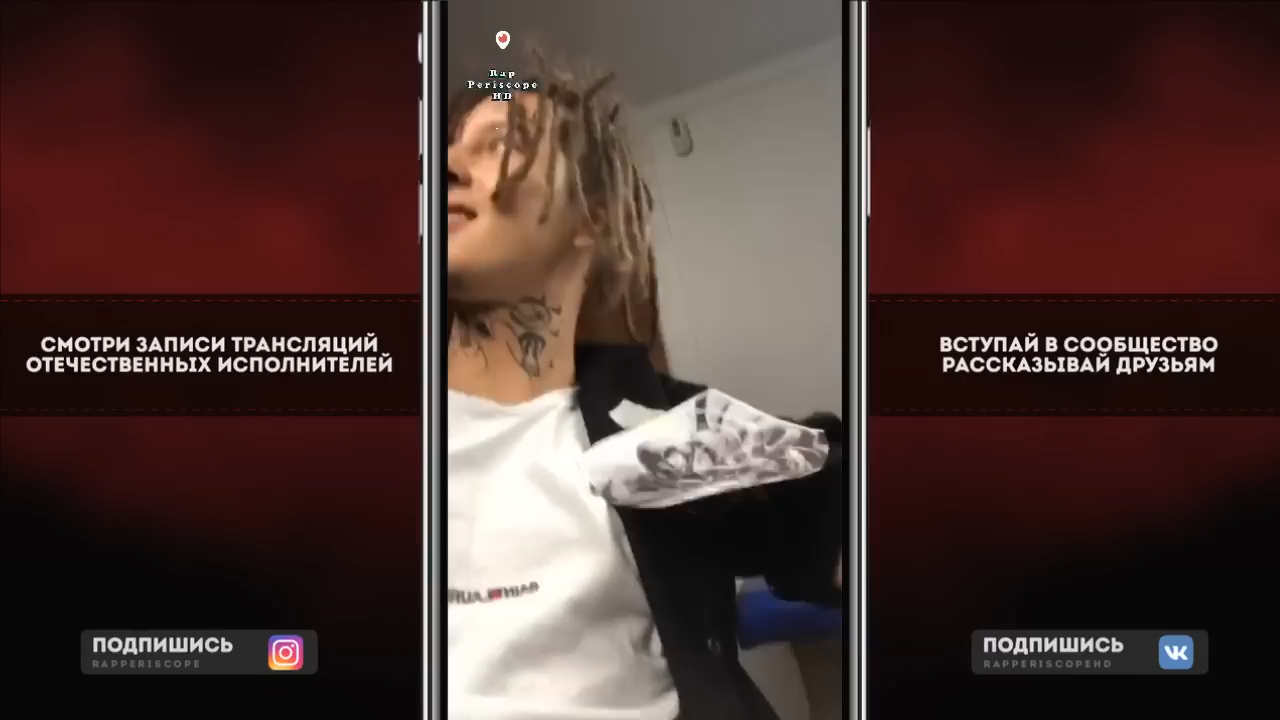 Rap
Periscope
HD
СМОТРИ ЗАПИСИ ТРАНСЛЯЦИЙ
ОТЕЧЕСТВЕННЫХ ИСПОЛНИТЕЛЕЙ
ВСТУПАЙ В СООБЩЕСТВО
РАССКАЗЫВАЙ ДРУЗЬЯМ
ПОДПИШИСЬ
RAPPERISCOPE
ПОДПИШИСЬ
RAPPERISCOPEHD